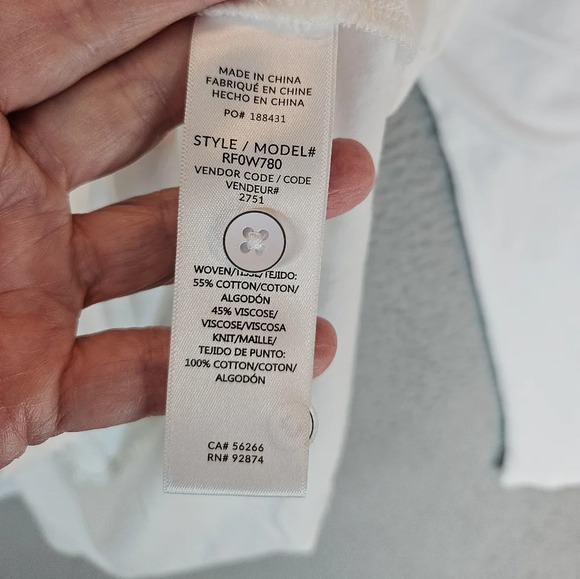 MADE IN CHINA
FABRIQUÉ EN CHINE
HECHO EN CHINA
PO# 188431
STYLE / MODEL#
RF0W780
VENDOR CODE / CODE
VENDEUR#
2751
WOVEN/TISSU/TEJIDO:
55% COTTON/COTON/
ALGODÓN
45% VISCOSE/
VISCOSE/VISCOSA
KNIT/MAILLE/
TEJIDO DE PUNTO:
100% COTTON/COTON/
ALGODÓN
CA# 56266
RN# 92874